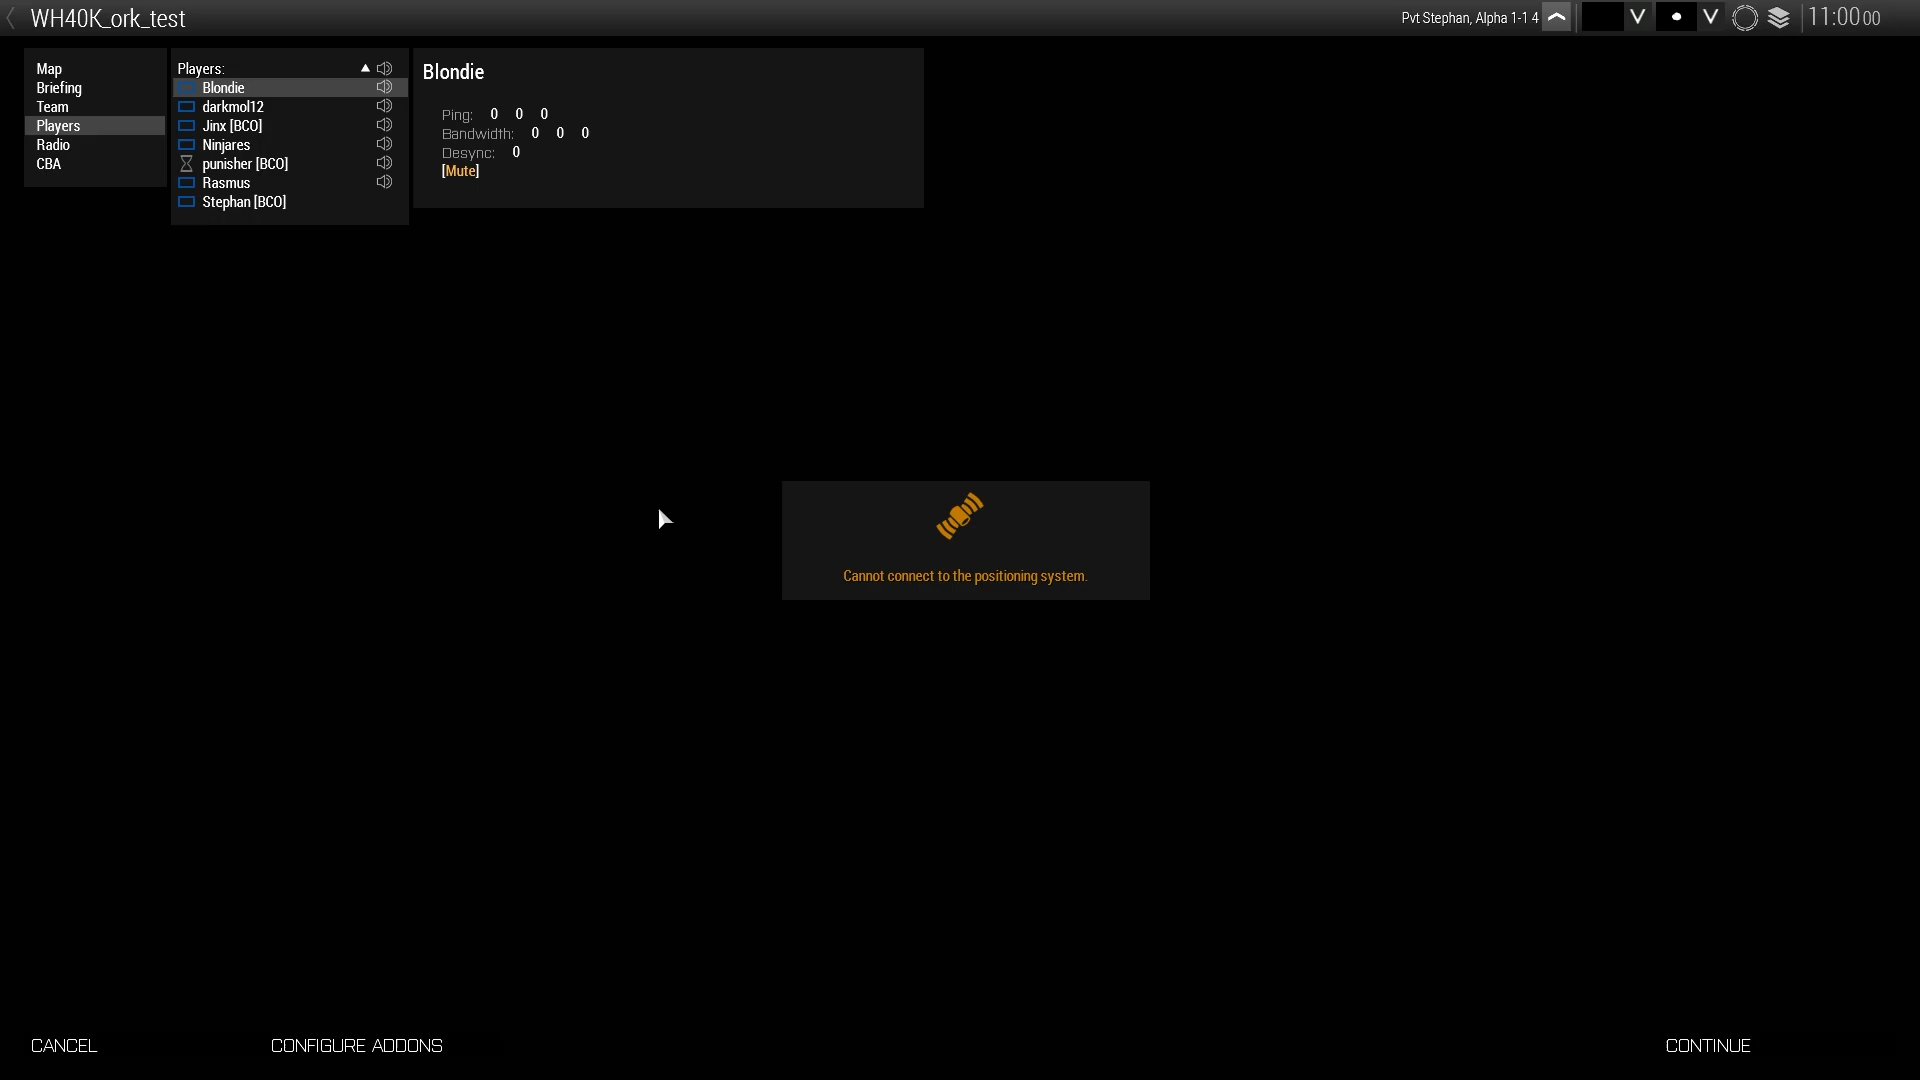 WH40K_ork_test
Pvt Stephan, Alpha 1-1 4
11:00 00
Map
Briefing
Team
Players
Radio
CBA
Players:
Blondie
darkmol12
Jinx [BCO]
Ninjares
punisher [BCO]
Rasmus
Stephan [BCO]
Blondie
Ping: 0 0 0
Bandwidth: 0 0 0
Desync: 0
[Mute]
Cannot connect to the positioning system.
CANCEL
CONFIGURE ADDONS
CONTINUE